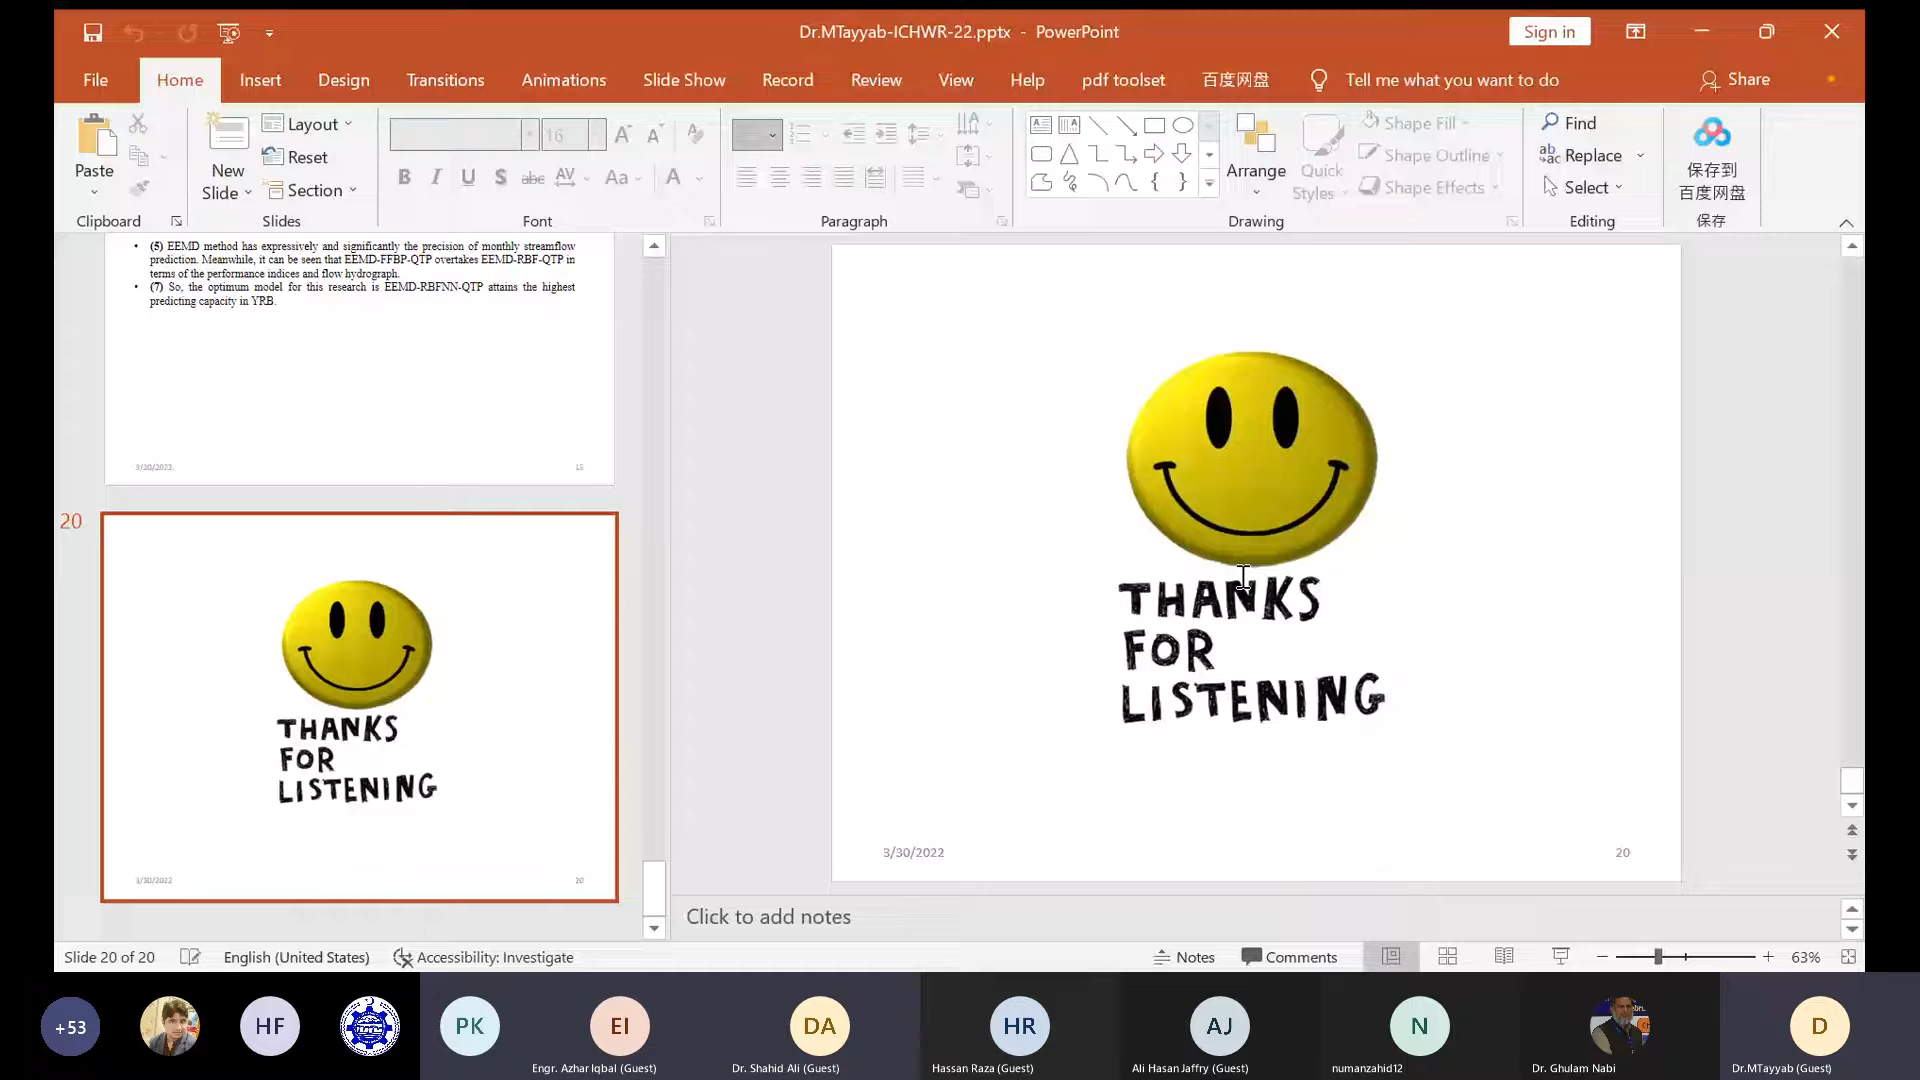 Dr.MTayyab-ICHWR-22.pptx - PowerPoint
Sign in
File Home Insert Design Transitions Animations Slide Show Record Review View Help pdf toolset 百度网盘 Tell me what you want to do Share
Paste
Clipboard
New Slide
Layout
Reset
Section
Slides
16
Font
Paragraph
Arrange
Quick Styles
Shape Fill
Shape Outline
Shape Effects
Drawing
Find
Replace
Select
Editing
保存到
百度网盘
保存
• (5) EEMD method has expressively and significantly the precision of monthly streamflow
prediction. Meanwhile, it can be seen that EEMD-FFBP-QTP overtakes EEMD-RBF-QTP in
terms of the performance indices and flow hydrograph.
• (7) So, the optimum model for this research is EEMD-RBFNN-QTP attains the highest
predicting capacity in YRB.
20
THANKS
FOR
LISTENING
3/30/2022
20
THANKS
FOR
LISTENING
3/30/2022
20
Click to add notes
Slide 20 of 20
English (United States)
Accessibility: Investigate
Notes
Comments
63%
+53
HF
PK
EI
DA
HR
AJ
N
D
Engr. Azhar Iqbal (Guest)
Dr. Shahid Ali (Guest)
Hassan Raza (Guest)
Ali Hasan Jaffry (Guest)
numanzahid12
Dr. Ghulam Nabi
Dr.MTayyab (Guest)